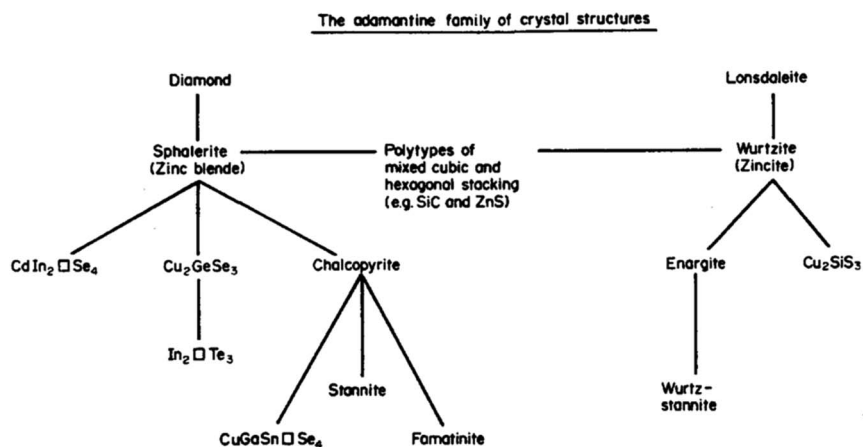 The adamantine family of crystal structures
Diamond
Lonsdaleite
Sphalerite
(Zinc blende)
Polytypes of
mixed cubic and
hexagonal stacking
(e.g. SiC and ZnS)
Wurtzite
(Zincite)
CdIn₂□Se₄
Cu₂GeSe₃
Chalcopyrite
Enargite
Cu₂SiS₃
In₂□Te₃
Stannite
Wurtz-
stannite
CuGaSn□Se₄
Famatinite